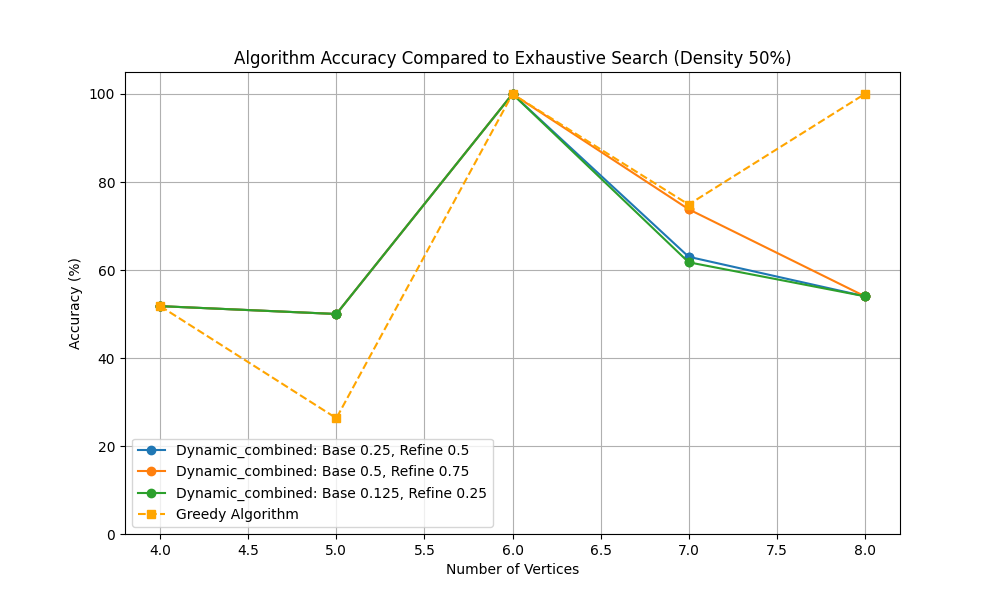 Algorithm Accuracy Compared to Exhaustive Search (Density 50%)
Accuracy (%)
100
80
60
40
20
0
Dynamic_combined: Base 0.25, Refine 0.5
Dynamic_combined: Base 0.5, Refine 0.75
Dynamic_combined: Base 0.125, Refine 0.25
Greedy Algorithm
4.0 4.5 5.0 5.5 6.0 6.5 7.0 7.5 8.0
Number of Vertices